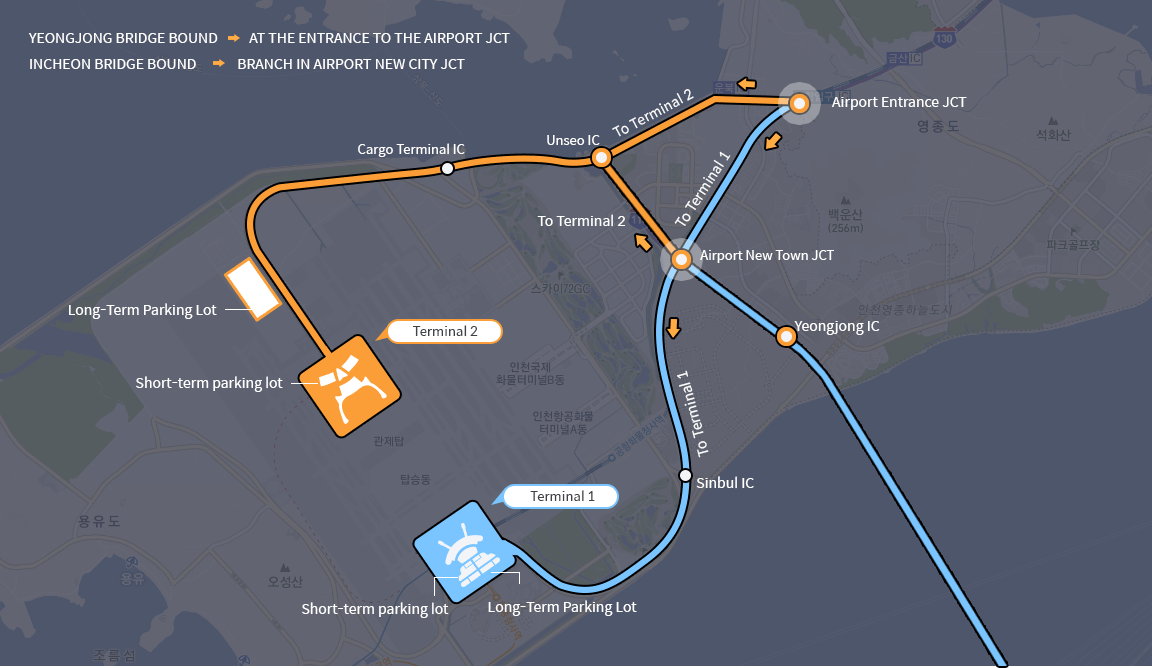 YEONGJONG BRIDGE BOUND AT THE ENTRANCE TO THE AIRPORT JCT
INCHEON BRIDGE BOUND BRANCH IN AIRPORT NEW CITY JCT
130
금산IC
운북
Airport Entrance JCT
To Terminal 2
영종도
석화산
Unseo IC
Cargo Terminal IC
To Terminal 1
백운산
(256m)
To Terminal 2
파크골프장
Airport New Town JCT
스카이72GC
인천영종하늘도시
Long-Term Parking Lot
Yeongjong IC
Terminal 2
인천국제
화물터미널B동
Short-term parking lot
To Terminal 1
인천항공화물
터미널A동
관제탑
탑승동
Sinbul IC
Terminal 1
용유도
용유
오성산
Short-term parking lot
Long-Term Parking Lot
조름섬